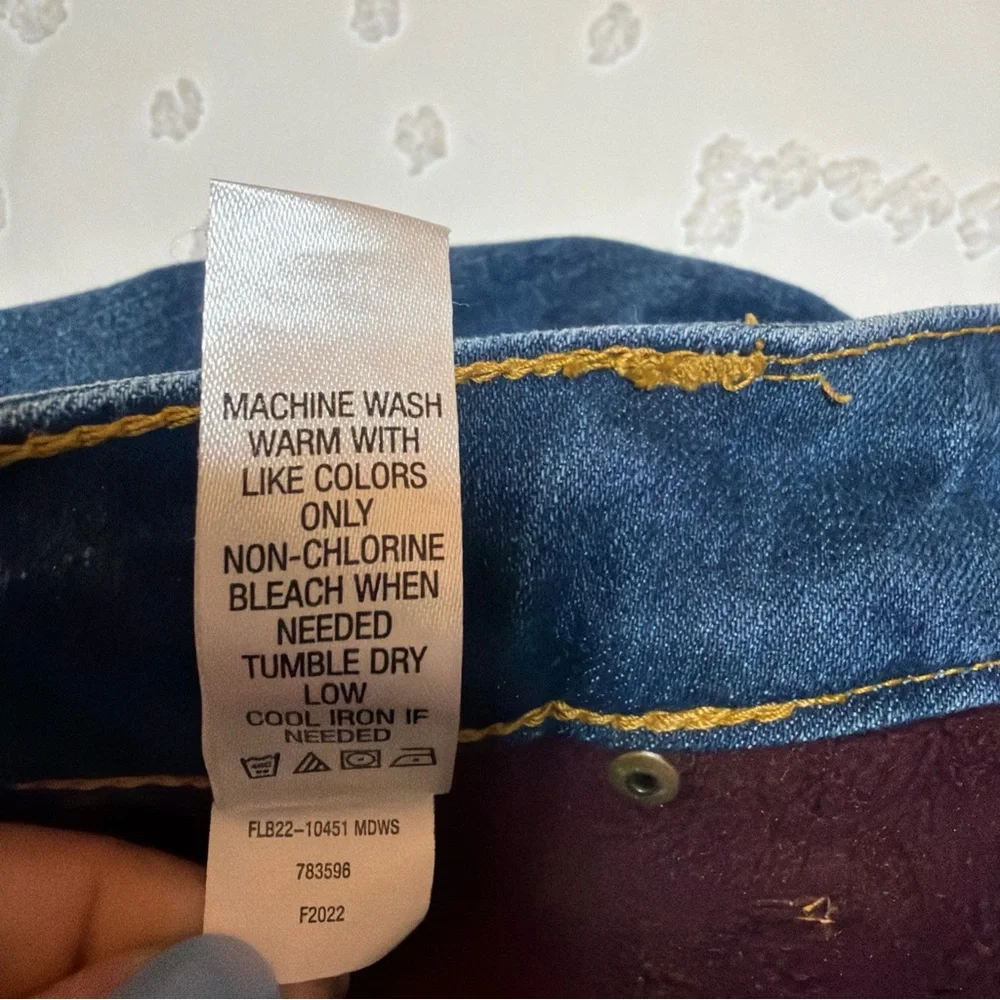 MACHINE WASH
WARM WITH
LIKE COLORS
ONLY
NON-CHLORINE
BLEACH WHEN
NEEDED
TUMBLE DRY
LOW
COOL IRON IF
NEEDED
FLB22-10451 MDWS
783596
F2022